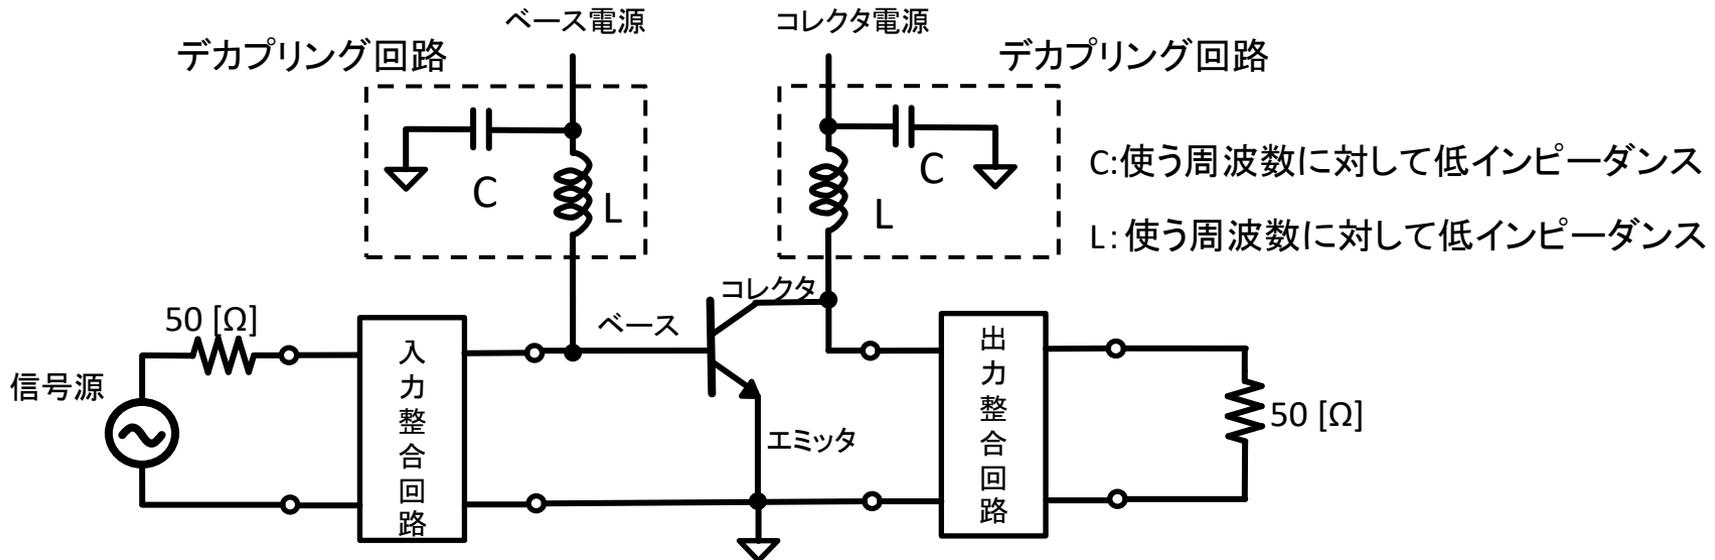 ベース電源
コレクタ電源
デカプリング回路
デカプリング回路
C
L
C
L
C:使う周波数に対して低インピーダンス
L:使う周波数に対して低インピーダンス
コレクタ
ベース
エミッタ
50 [Ω]
信号源
入力整合回路
出力整合回路
50 [Ω]